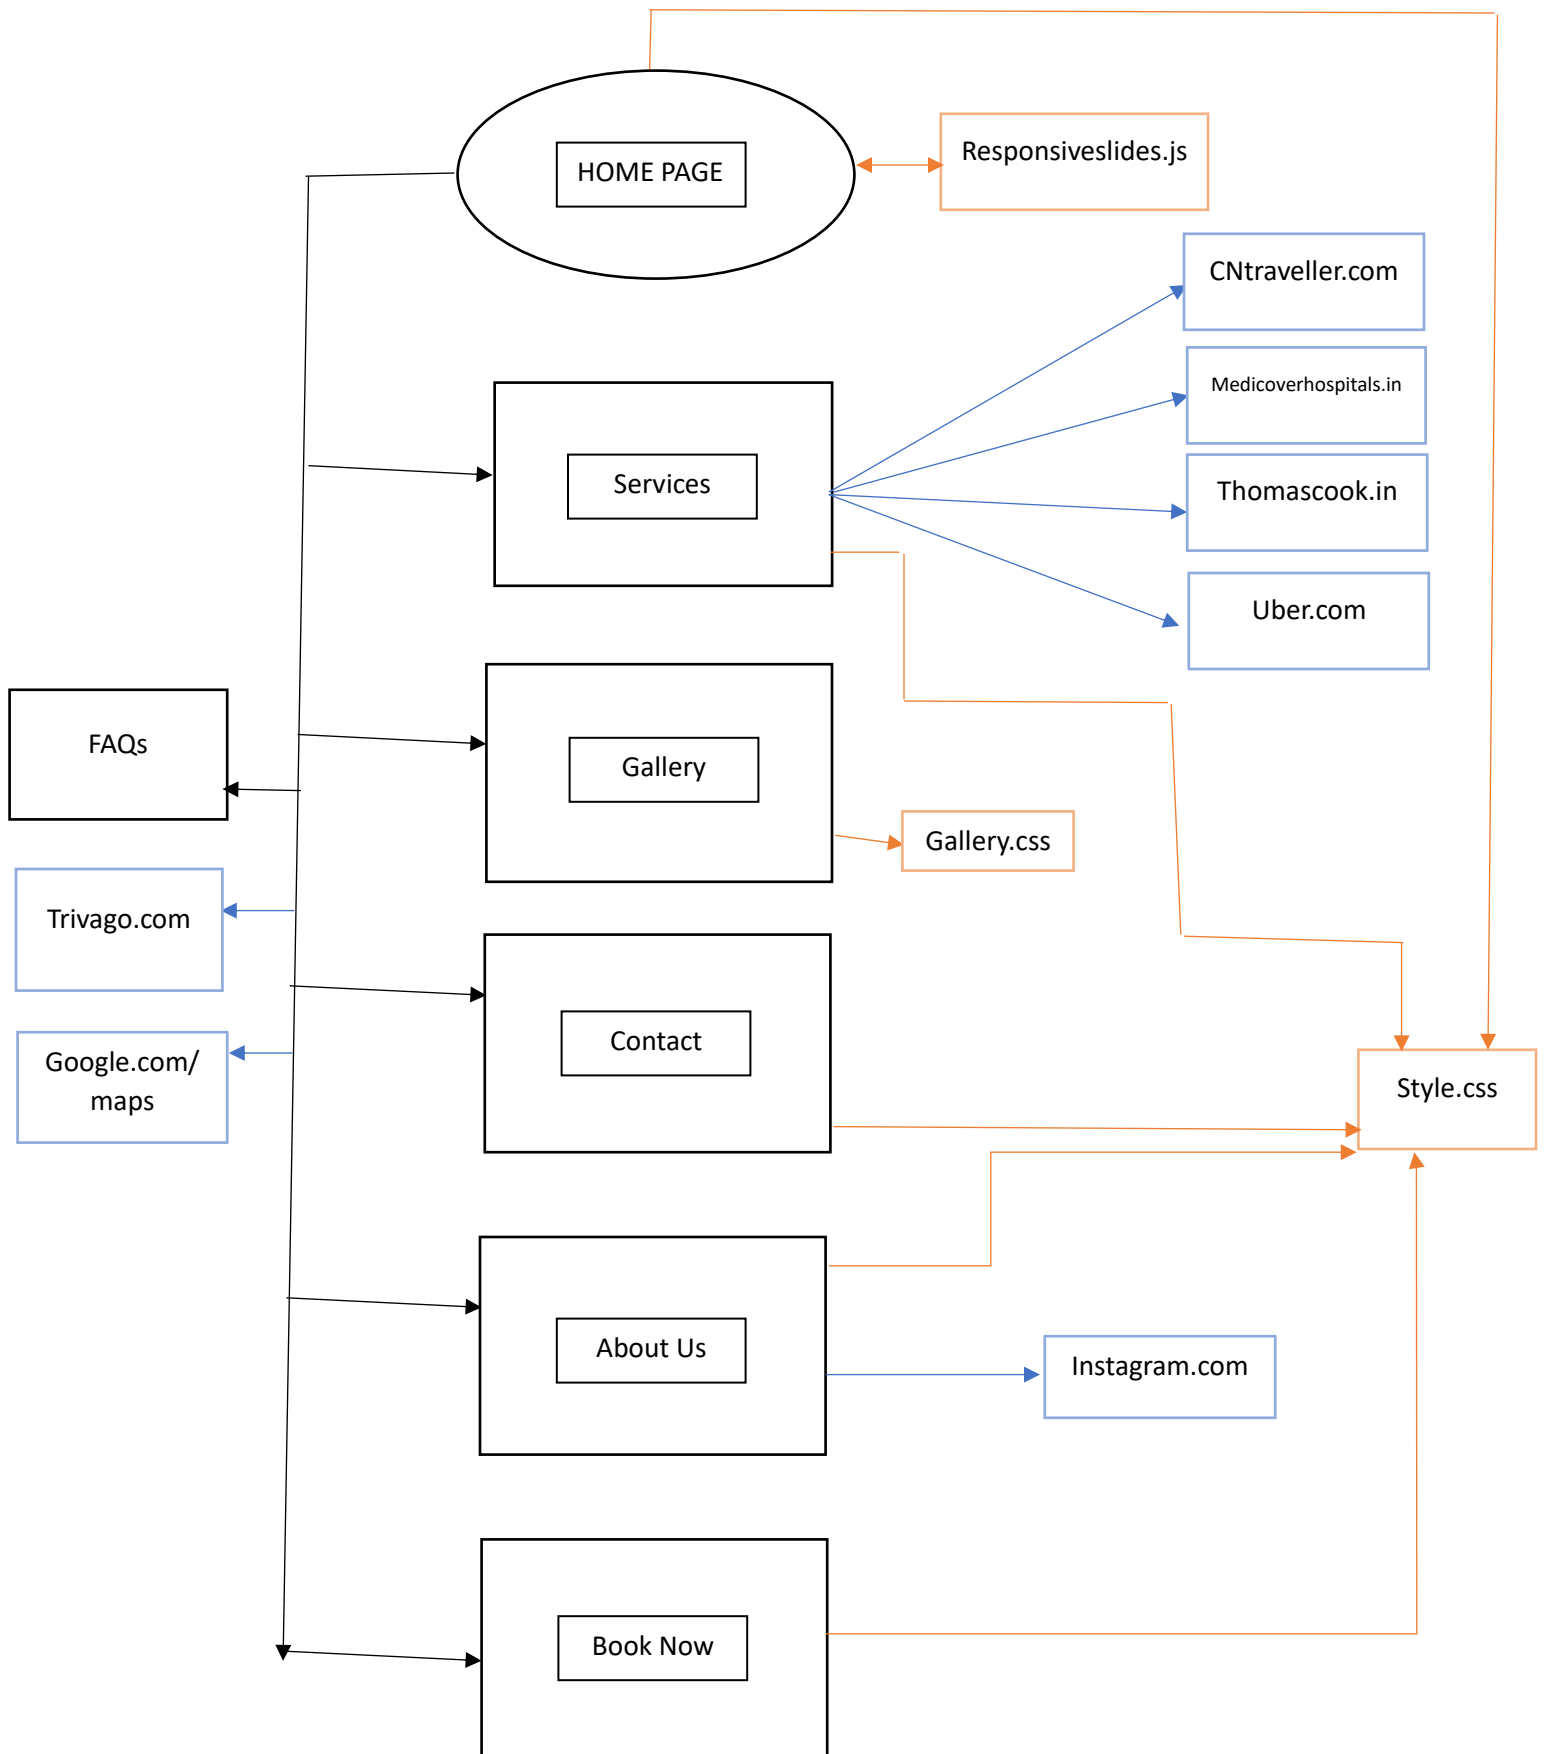 HOME PAGE
Responsiveslides.js
CNtraveller.com
Medicoverhospitals.in
Services
Thomascook.in
Uber.com
FAQs
Gallery
Gallery.css
Trivago.com
Contact
Google.com/
maps
Style.css
About Us
Instagram.com
Book Now